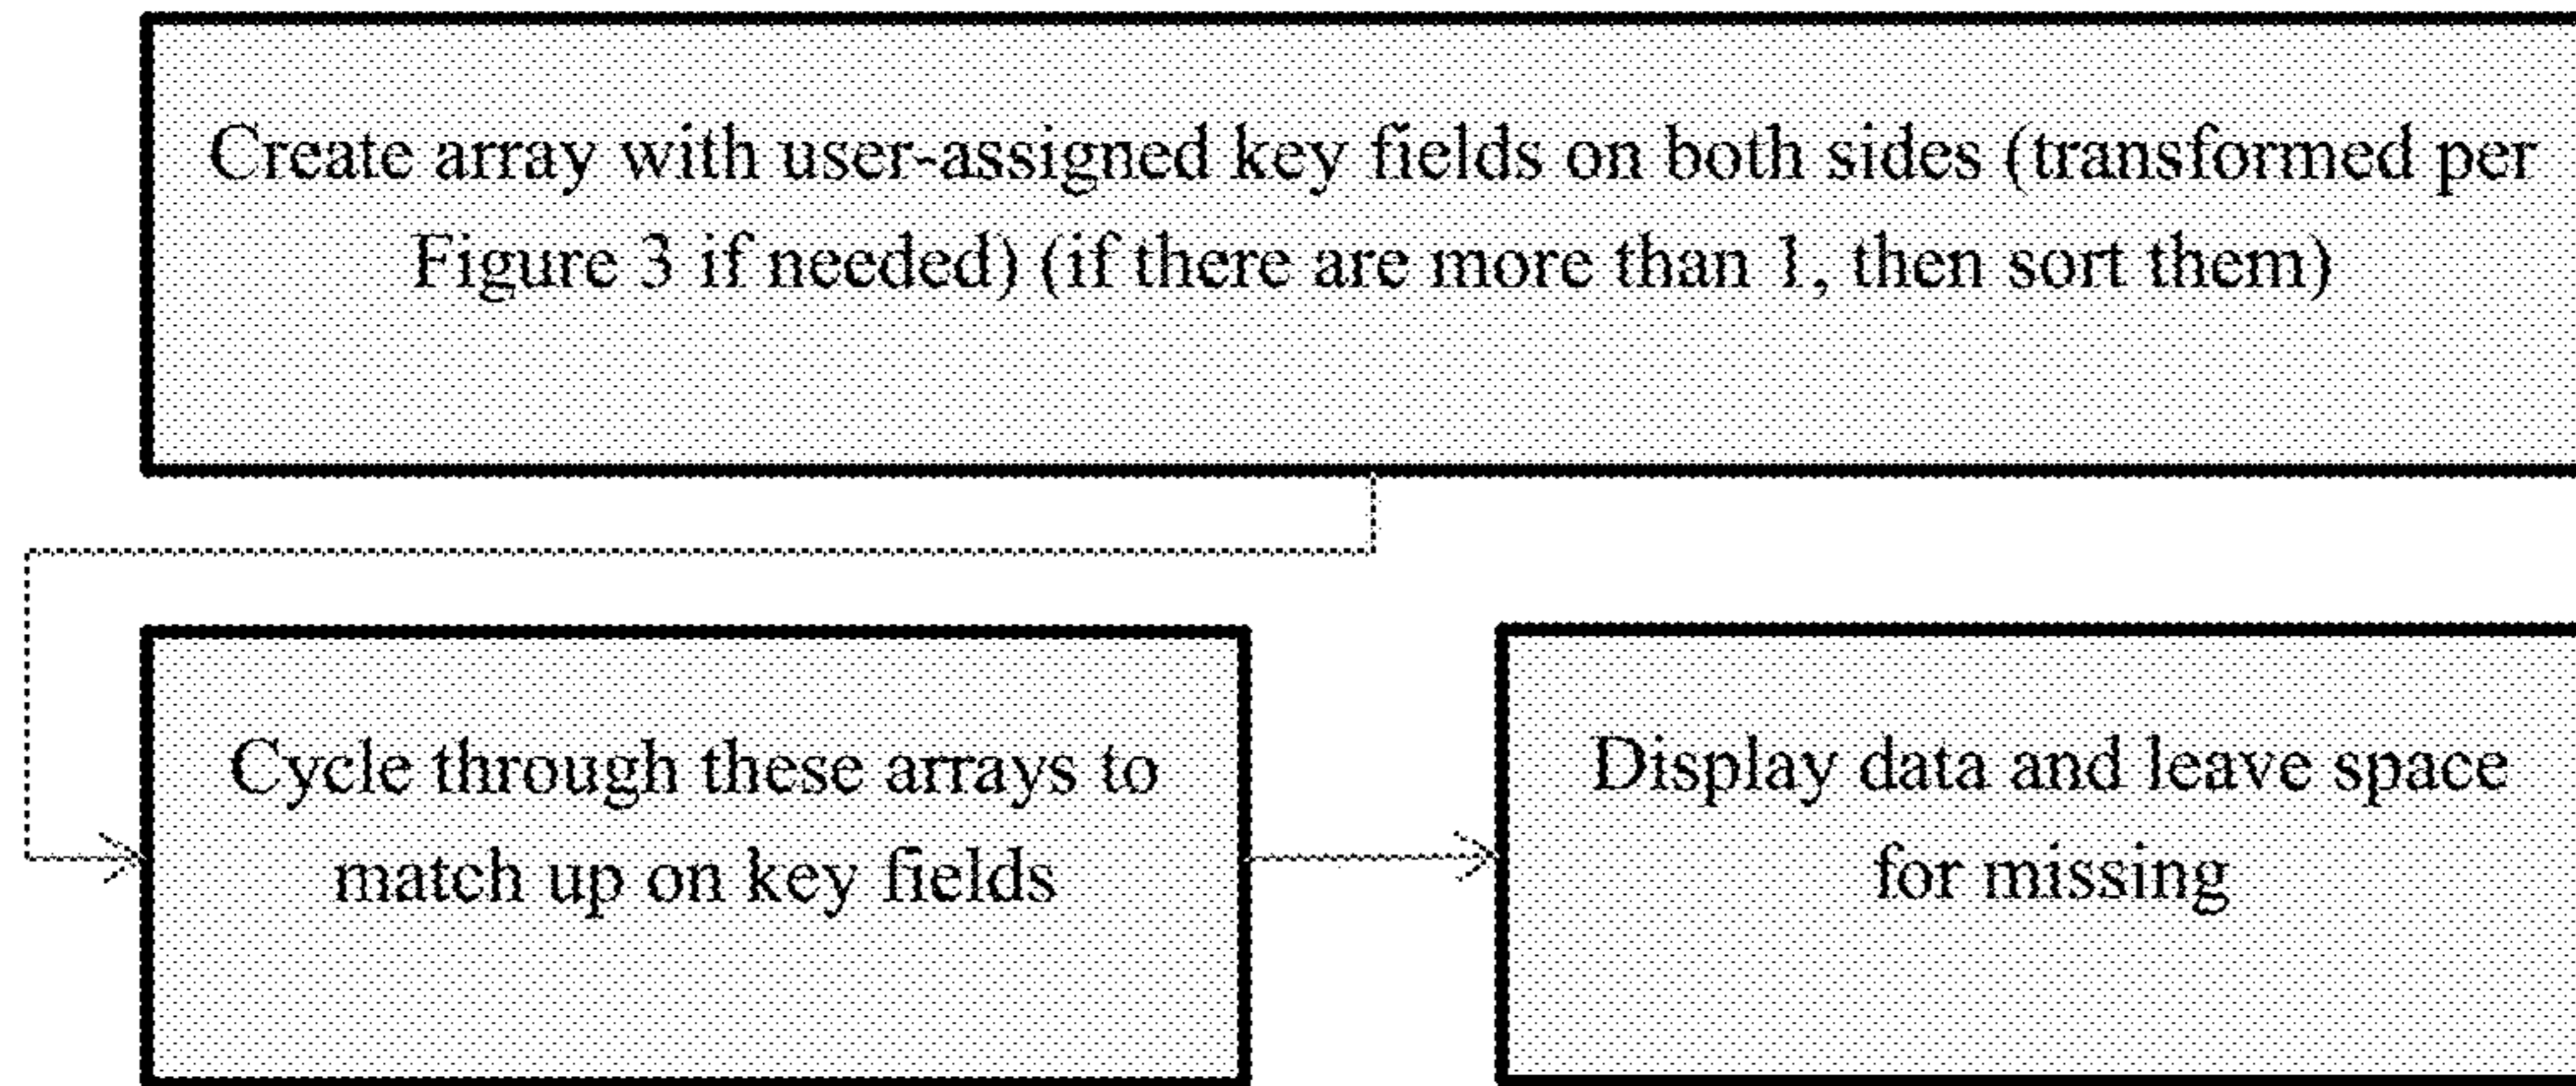 Create array with user-assigned key fields on both sides (transformed per
Figure 3 if needed) (if there are more than 1, then sort them)
Cycle through these arrays to
match up on key fields
Display data and leave space
for missing